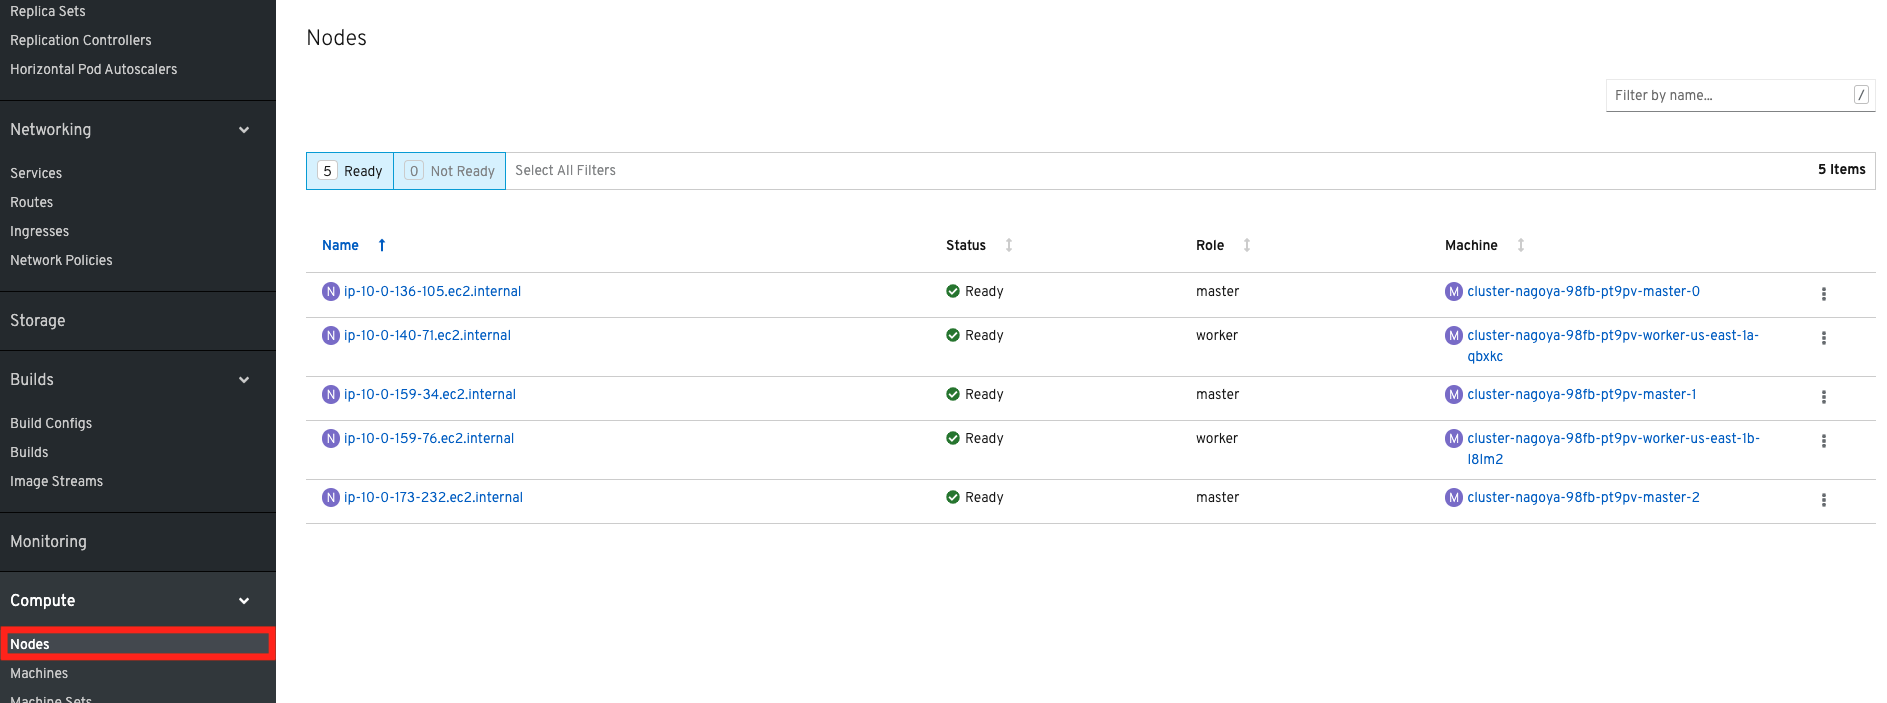 Replica Sets
Replication Controllers
Horizontal Pod Autoscalers
Networking
Services
Routes
Ingresses
Network Policies
Storage
Builds
Build Configs
Builds
Image Streams
Monitoring
Compute
Nodes
Machines
Machine Sets
Nodes
Filter by name... /
5 Ready 0 Not Ready Select All Filters 5 Items
Name Status Role Machine
N ip-10-0-136-105.ec2.internal Ready master M cluster-nagoya-98fb-pt9pv-master-0
N ip-10-0-140-71.ec2.internal Ready worker M cluster-nagoya-98fb-pt9pv-worker-us-east-1a-
qbxkc
N ip-10-0-159-34.ec2.internal Ready master M cluster-nagoya-98fb-pt9pv-master-1
N ip-10-0-159-76.ec2.internal Ready worker M cluster-nagoya-98fb-pt9pv-worker-us-east-1b-
l8lm2
N ip-10-0-173-232.ec2.internal Ready master M cluster-nagoya-98fb-pt9pv-master-2